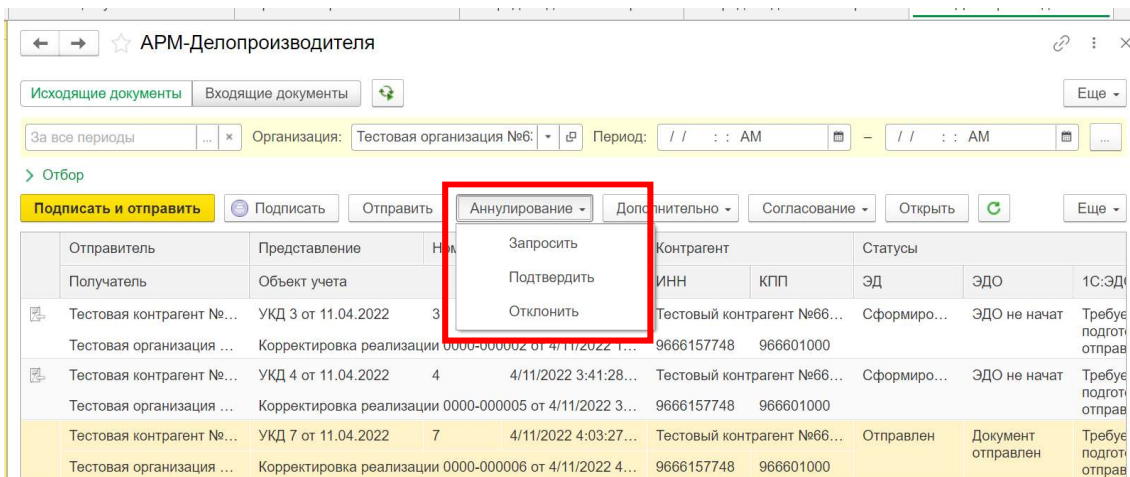 АРМ-Делопроизводителя
Исходящие документы Входящие документы Еще
За все периоды ... × Организация: Тестовая организация №6: Период: / / : : AM – / / : : AM ...
Отбор
Подписать и отправить Подписать Отправить Аннулирование Дополнительно Согласование Открыть Еще
Запросить
Подтвердить
Отклонить
Отправитель Представление Ном Контрагент Статусы
Получатель Объект учета ИНН КПП ЭД ЭДО 1С:ЭД
Тестовая контрагент №... УКД 3 от 11.04.2022 3 Тестовый контрагент №66... Сформиро... ЭДО не начат Требуе
подгото
отправ
Тестовая организация ... Корректировка реализации 0000-000002 от 4/11/2022 1... 9666157748 966601000
Тестовая контрагент №... УКД 4 от 11.04.2022 4 4/11/2022 3:41:28... Тестовый контрагент №66... Сформиро... ЭДО не начат Требуе
подгото
отправ
Тестовая организация ... Корректировка реализации 0000-000005 от 4/11/2022 3... 9666157748 966601000
Тестовая контрагент №... УКД 7 от 11.04.2022 7 4/11/2022 4:03:27... Тестовый контрагент №66... Отправлен Документ Требуе
отправлен подгото
отправ
Тестовая организация ... Корректировка реализации 0000-000006 от 4/11/2022 4... 9666157748 966601000